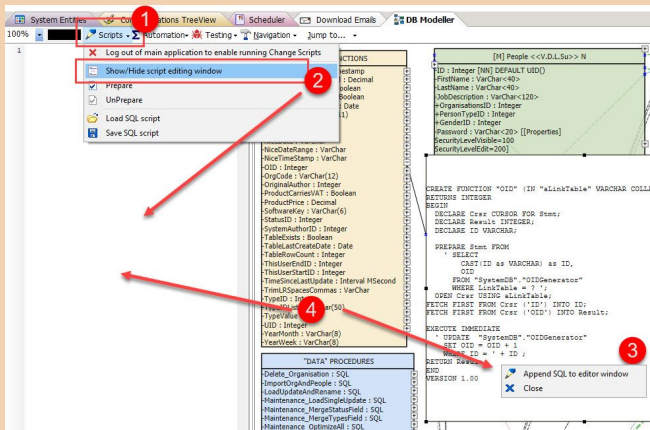 System Entities
TreeView
Scheduler
Download Emails
DB Modeller
1
100%
Scripts
Automation
Testing
Navigation
Jump to...
1
Log out of main application to enable running Change Scripts
Show/Hide script editing window
2
Prepare
UnPrepare
Load SQL script
Save SQL script
-NiceDateRange : VarChar
-NiceTimeStamp : VarChar
-OID : Integer
-OrgCode : VarChar(12)
-OriginalAuthor : Integer
-ProductCarriesVAT : Boolean
-ProductPrice : Decimal
-SoftwareKey : VarChar(6)
-StatusID : Integer
-SystemAuthorID : Integer
-TableExists : Boolean
-TableLastCreateDate : Date
-TableRowCount : Integer
-ThisUserEndID : Integer
-ThisUserStartID : Integer
-TimeSinceLastUpdate : Interval MSecond
-TrimLRSpacesCommas : VarChar
-TypeID : Integer
4
-UID : Integer
-YearMonth : VarChar(8)
-YearWeek : VarChar(8)
"DATA" PROCEDURES
-Delete_Organisation : SQL
-ImportOrgAndPeople : SQL
-LoadUpdateAndRename : SQL
-Maintenance_LoadSingleUpdate : SQL
-Maintenance_MergeStatusField : SQL
-Maintenance_MergeTypesField : SQL
-Maintenance_OptimizeAll : SQL
[M] People <<V.D.L.Su>> N
-ID : Integer [NN] DEFAULT UID()
-FirstName : VarChar<40>
-LastName : VarChar<40>
-JobDescription : VarChar<120>
+OrganisationsID : Integer
+PersonTypeID : Integer
+GenderID : Integer
-Password : VarChar<20> [[Properties]
SecurityLevelVisible=100
SecurityLevelEdit=200]
CREATE FUNCTION "OID" (IN "aLinkTable" VARCHAR COLL
RETURNS INTEGER
BEGIN
DECLARE Crsr CURSOR FOR Stmt;
DECLARE Result INTEGER;
DECLARE ID VARCHAR;
PREPARE Stmt FROM
' SELECT
CAST(ID as VARCHAR) as ID,
OID
FROM "SystemDB"."OIDGenerator"
WHERE LinkTable = ? ';
OPEN Crsr USING aLinkTable;
FETCH FIRST FROM Crsr ('ID') INTO ID;
FETCH FIRST FROM Crsr ('OID') INTO Result;
EXECUTE IMMEDIATE
' UPDATE "SystemDB"."OIDGenerator"
SET OID = OID + 1
WHERE ID = ' + ID ;
RETURN
END
VERSION 1.00
3
Append SQL to editor window
Close